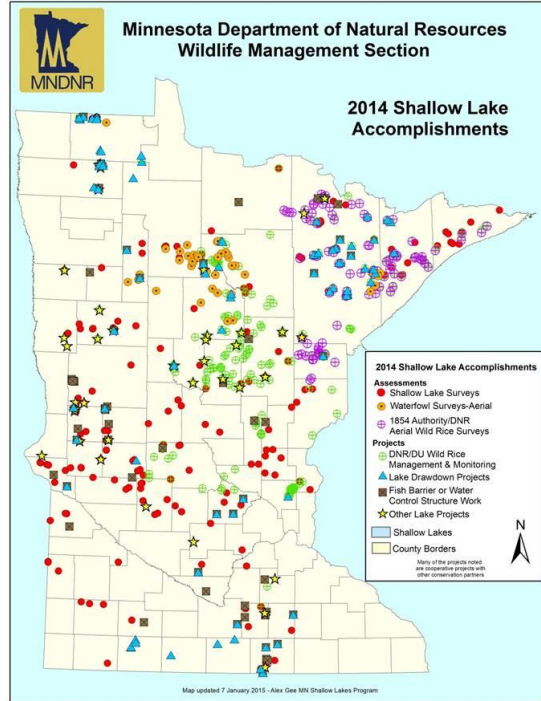 MNDNR
Minnesota Department of Natural Resources
Wildlife Management Section
2014 Shallow Lake
Accomplishments
2014 Shallow Lake Accomplishments
Assessments
Shallow Lake Surveys
Waterfowl Surveys-Aerial
1854 Authority/DNR
Aerial Wild Rice Surveys
Projects
DNR/DU Wild Rice
Management & Monitoring
Lake Drawdown Projects
Fish Barrier or Water
Control Structure Work
Other Lake Projects
Shallow Lakes
County Borders
N
Many of the projects noted
are cooperative projects with
other conservation partners
Map updated 7 January 2015 - Alex Gee MN Shallow Lakes Program